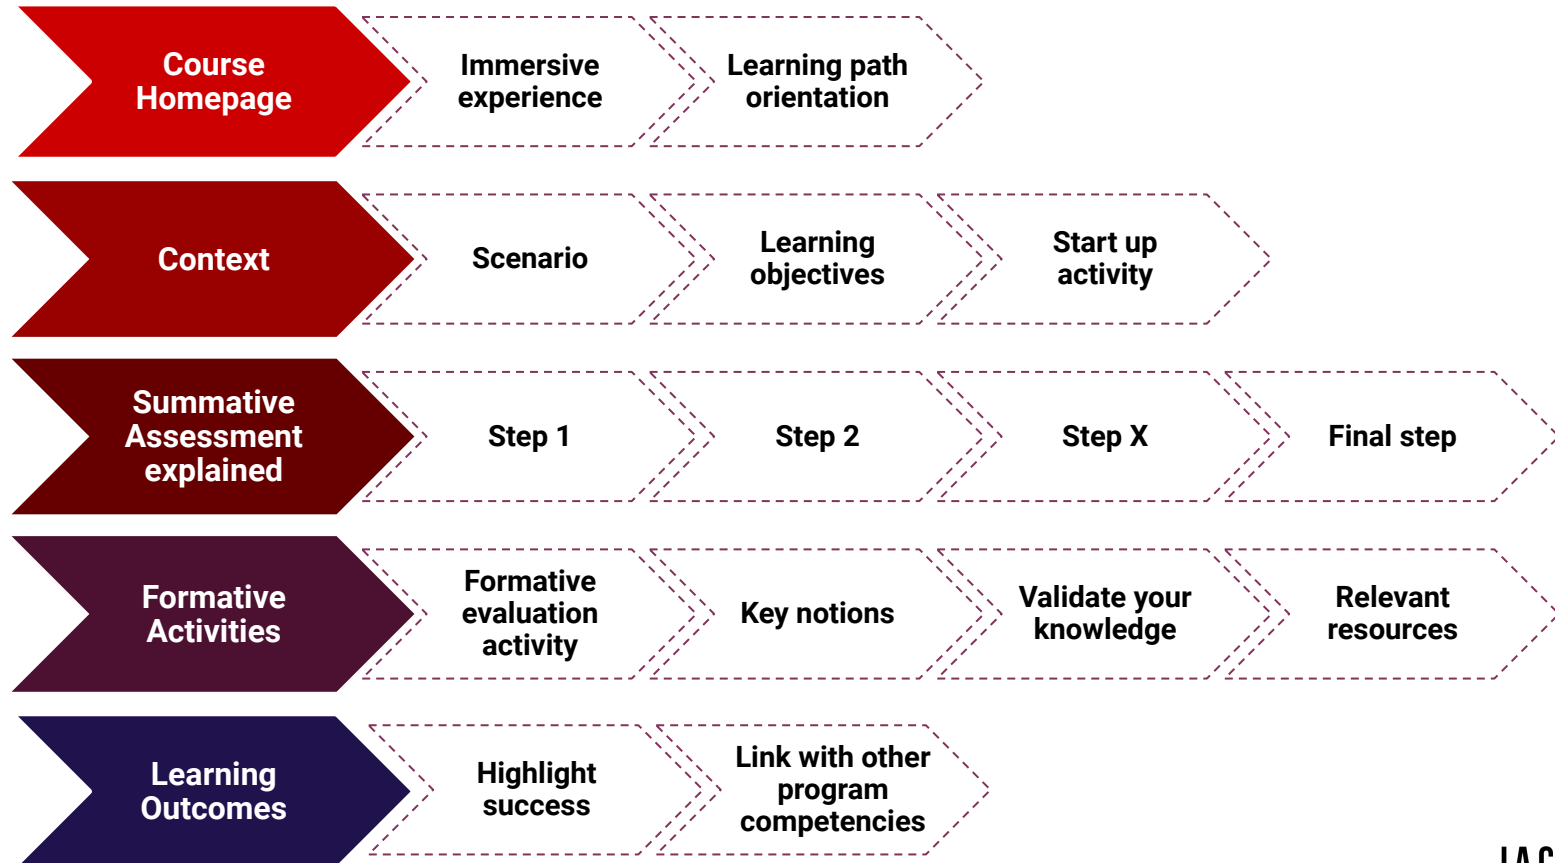 Course
Homepage
Immersive
experience
Learning path
orientation
Context
Scenario
Learning
objectives
Start up
activity
Summative
Assessment
explained
Step 1
Step 2
Step X
Final step
Formative
Activities
Formative
evaluation
activity
Key notions
Validate your
knowledge
Relevant
resources
Learning
Outcomes
Highlight
success
Link with other
program
competencies